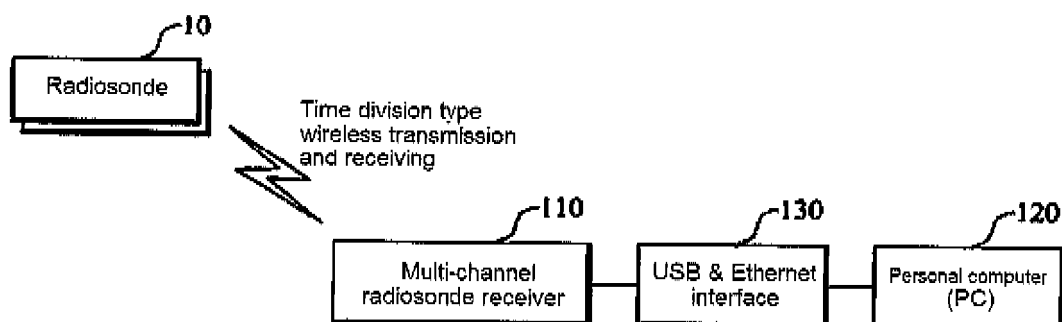 10
Radiosonde
Time division type
wireless transmission
and receiving
110
130
120
Multi-channel
radiosonde receiver
USB & Ethernet
interface
Personal computer
(PC)